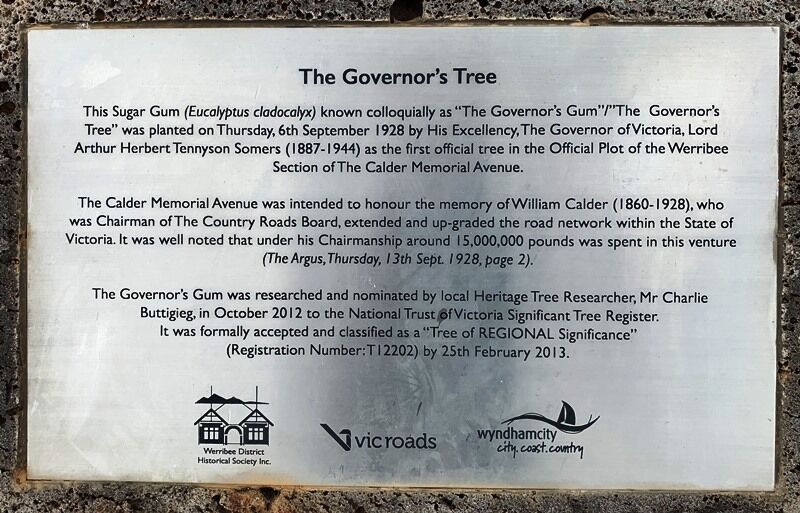 The Governor's Tree
This Sugar Gum (Eucalyptus cladocalyx) known colloquially as "The Governor's Gum"/"The Governor's
Tree" was planted on Thursday, 6th September 1928 by His Excellency, The Governor of Victoria, Lord
Arthur Herbert Tennyson Somers (1887-1944) as the first official tree in the Official Plot of the Werribee
Section of The Calder Memorial Avenue.
The Calder Memorial Avenue was intended to honour the memory of William Calder (1860-1928), who
was Chairman of The Country Roads Board, extended and up-graded the road network within the State of
Victoria. It was well noted that under his Chairmanship around 15,000,000 pounds was spent in this venture
(The Argus, Thursday, 13th Sept. 1928, page 2).
The Governor's Gum was researched and nominated by local Heritage Tree Researcher, Mr Charlie
Buttigieg, in October 2012 to the National Trust of Victoria Significant Tree Register.
It was formally accepted and classified as a "Tree of REGIONAL Significance"
(Registration Number: T12202) by 25th February 2013.
Werribee District
Historical Society Inc.
vicroads
wyndhamcity
city. coast. country